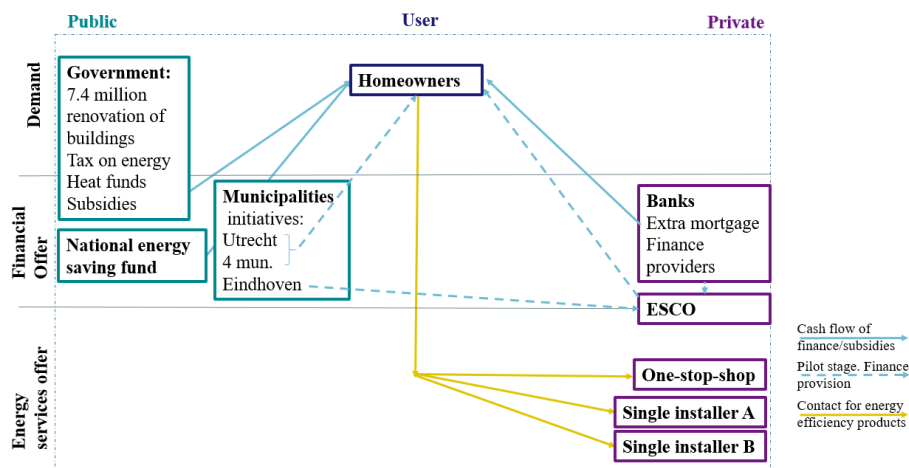 Public
User
Private
Demand
Government:
7.4 million
renovation of
buildings
Tax on energy
Heat funds
Subsidies
Homeowners
Financial
Offer
National energy
saving fund
Municipalities
initiatives:
Utrecht
4 mun.
Eindhoven
Banks
Extra mortgage
Finance
providers
ESCO
Energy
services offer
One-stop-shop
Single installer A
Single installer B
Cash flow of
finance/subsidies
Pilot stage. Finance
provision
Contact for energy
efficiency products